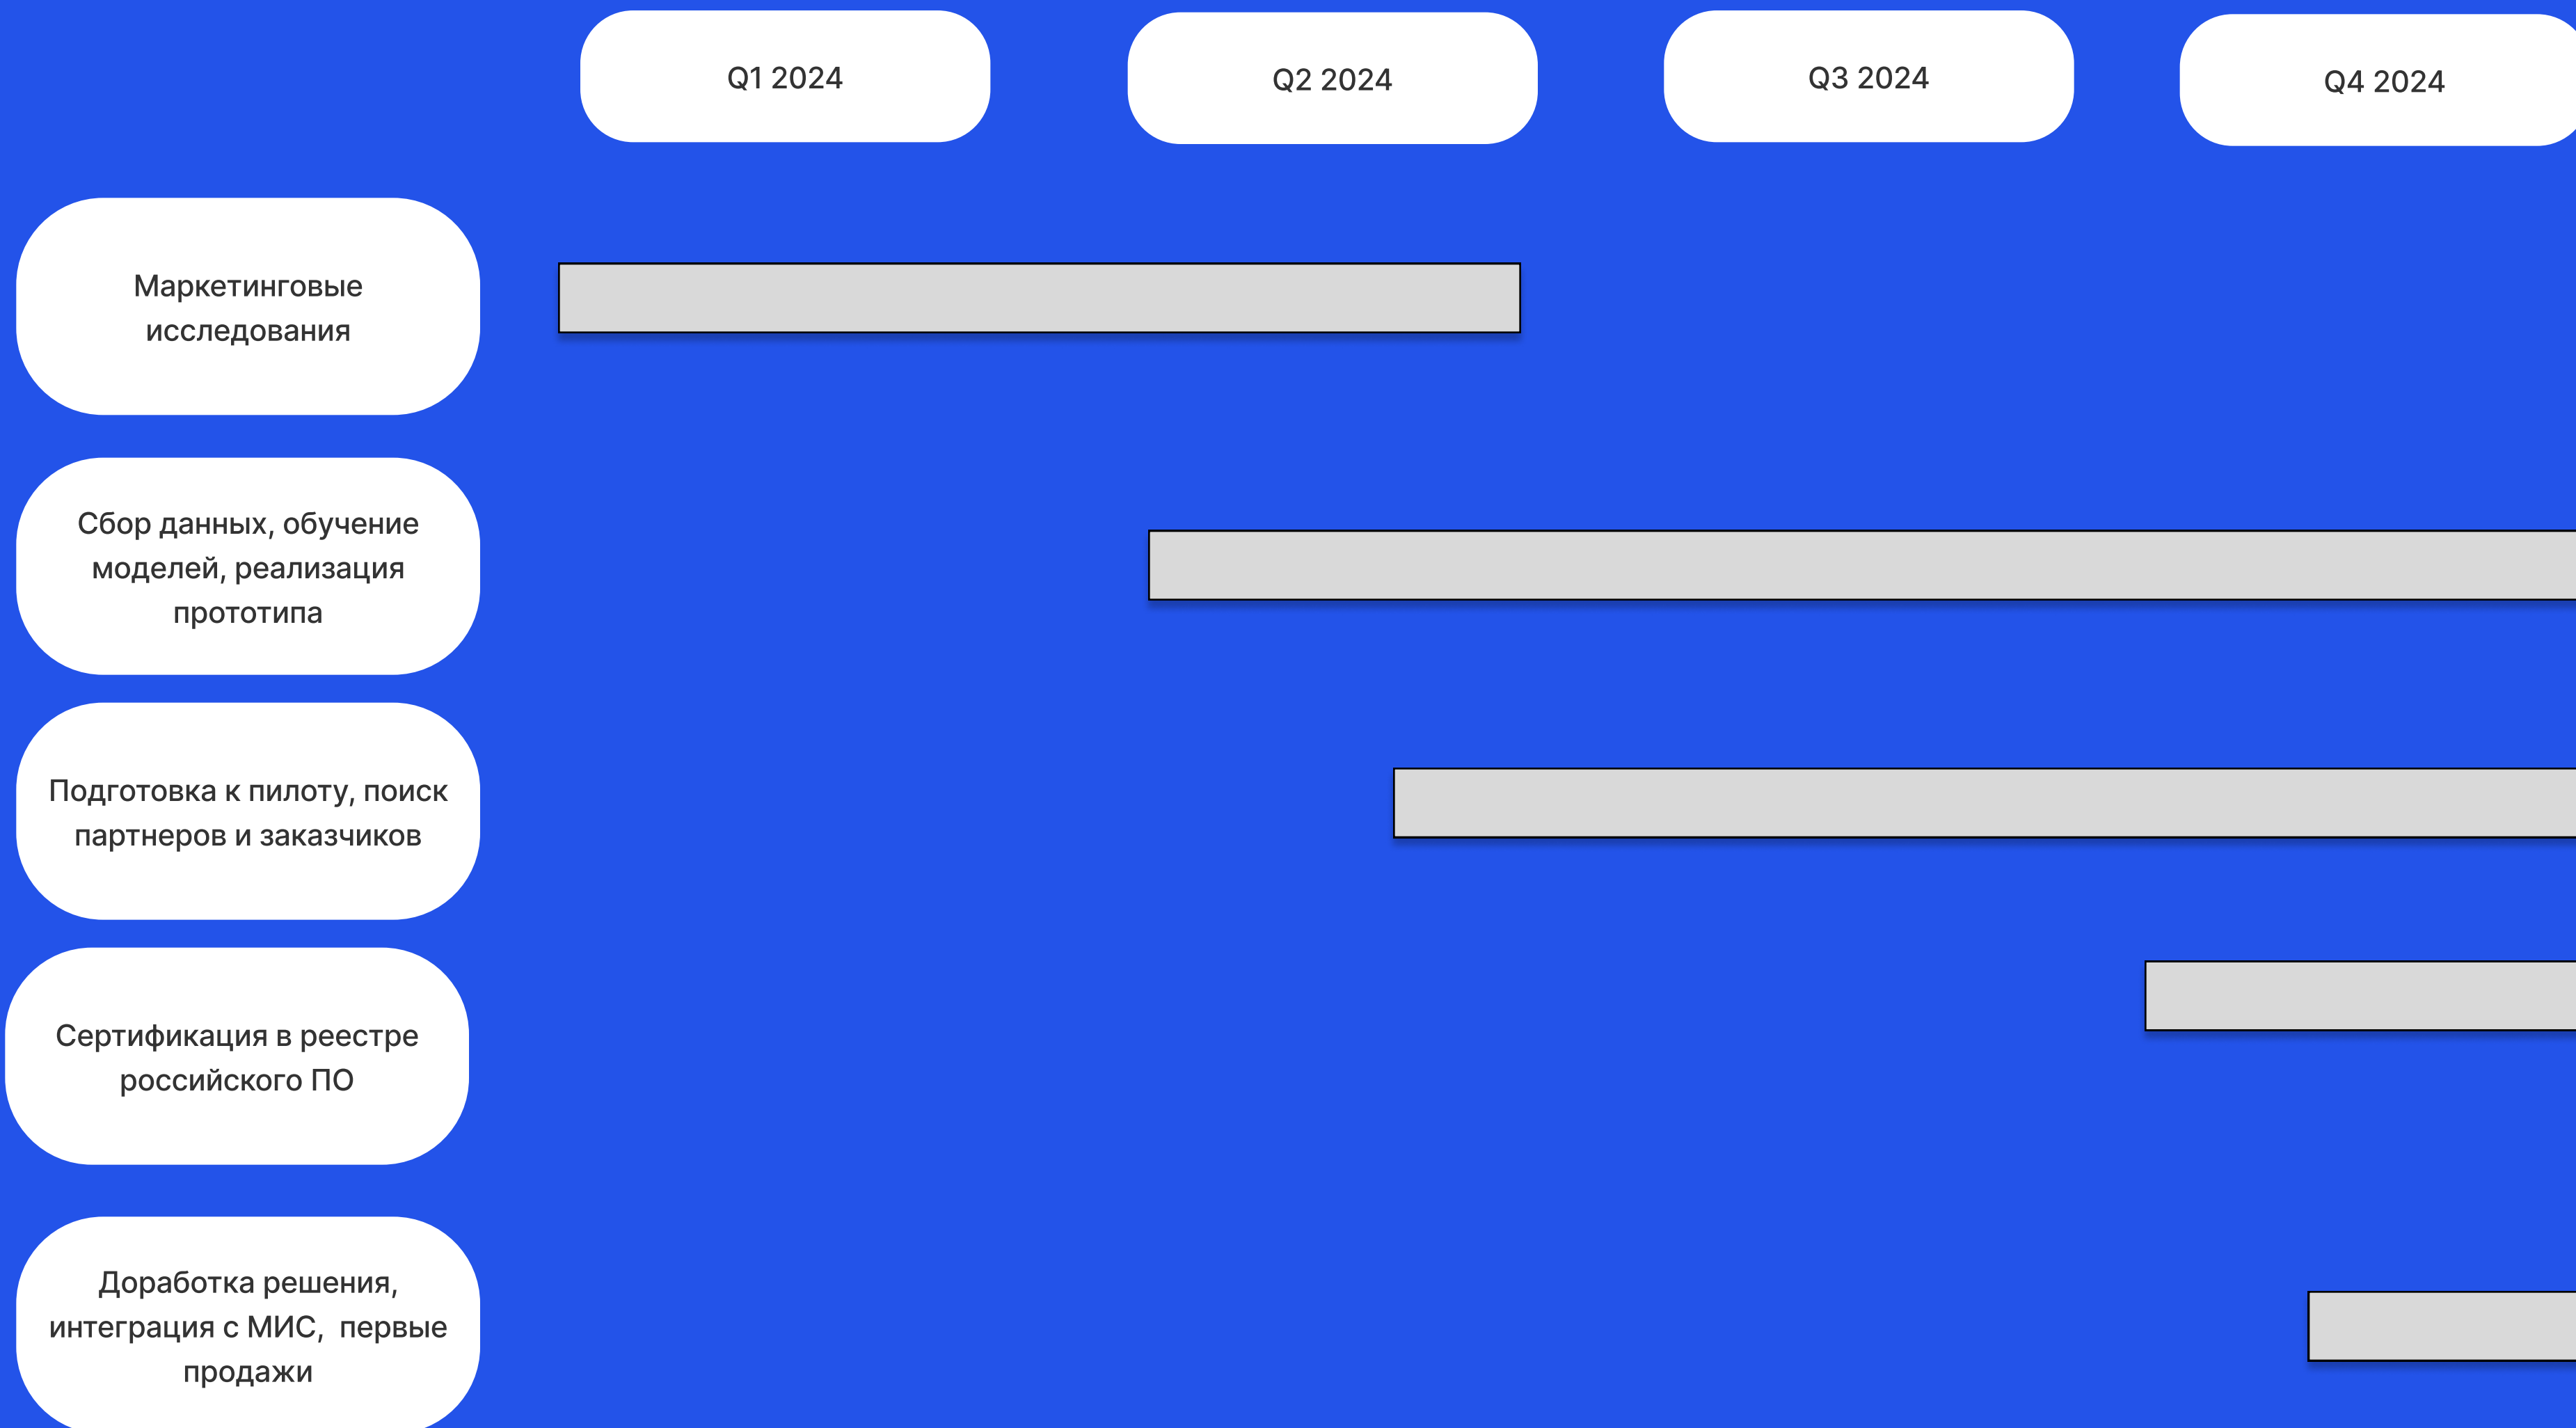 Q1 2024
Q2 2024
Q3 2024
Q4 2024
Маркетинговые
исследования
Сбор данных, обучение
моделей, реализация
прототипа
Подготовка к пилоту, поиск
партнеров и заказчиков
Сертификация в реестре
российского ПО
Доработка решения,
интеграция с МИС,  первые
продажи